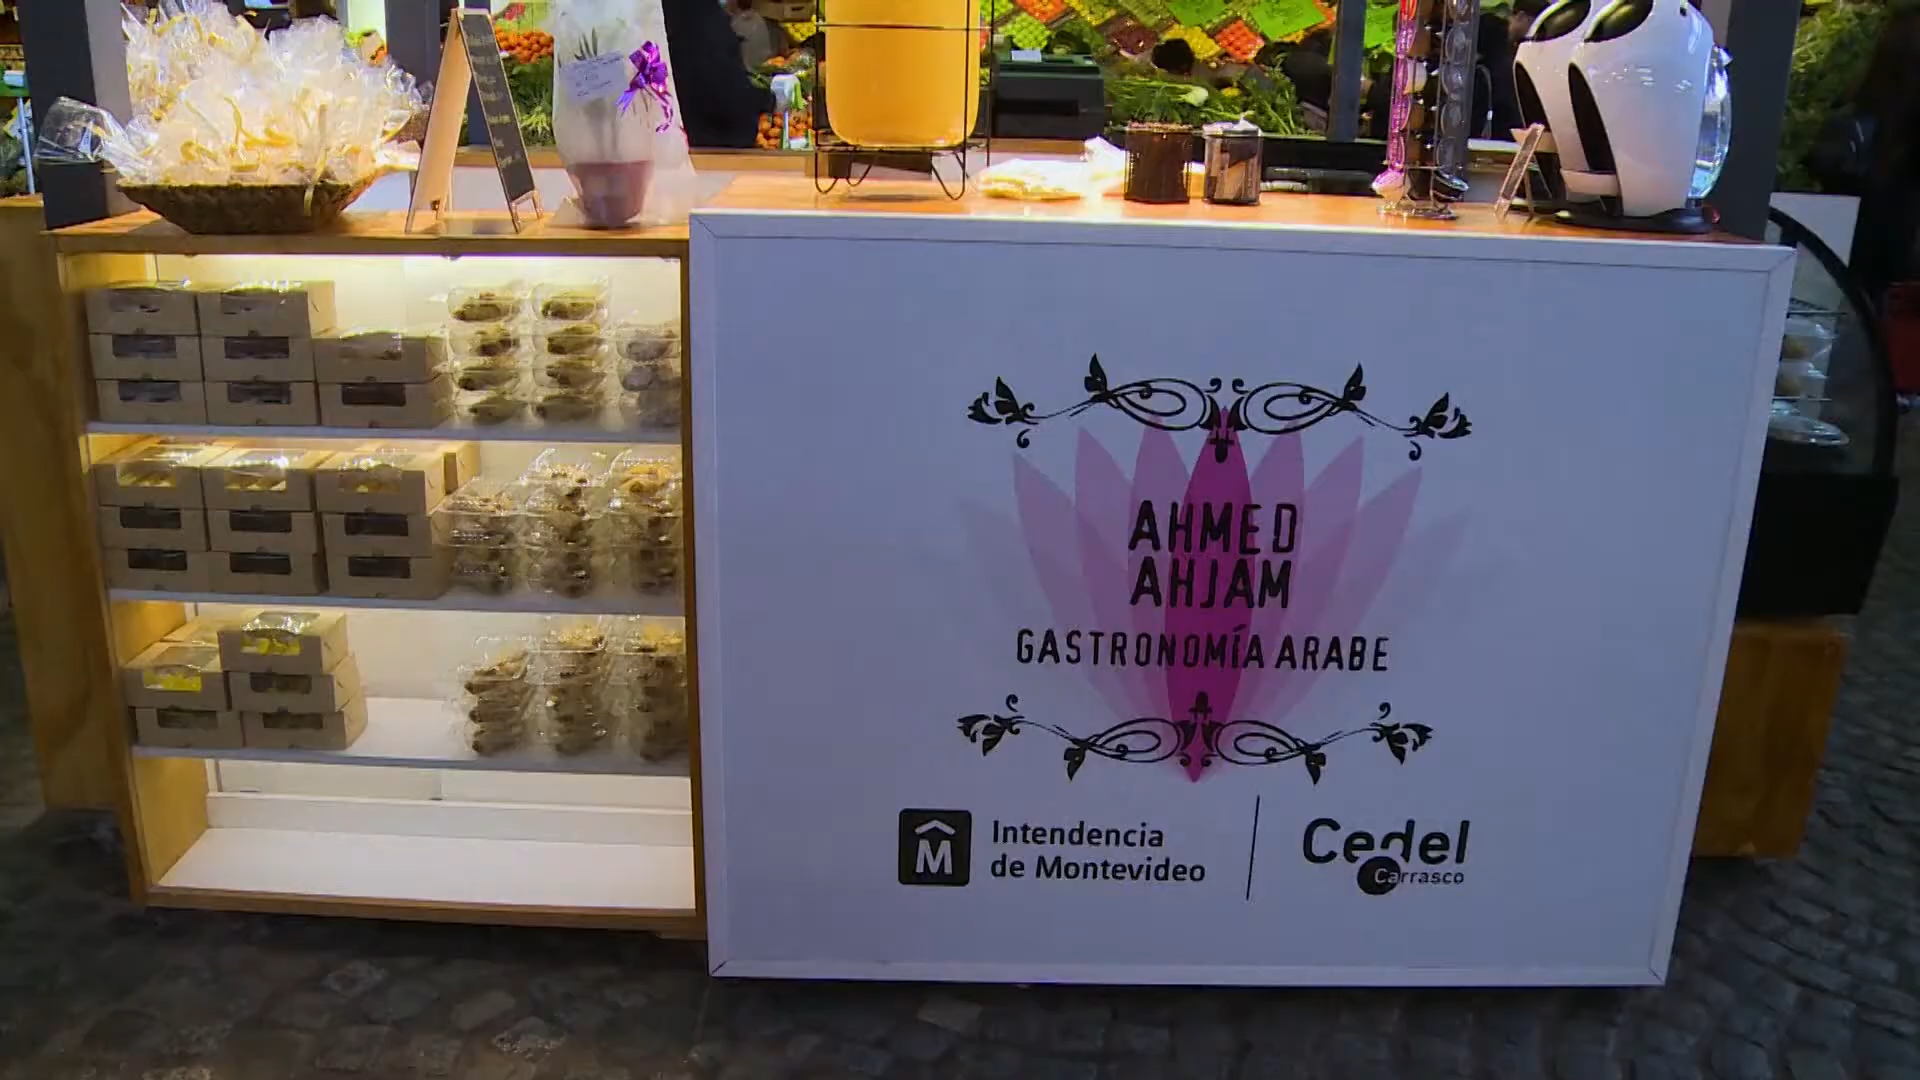 AHMED
AHJAM
GASTRONOMÍA ARABE
M
Intendencia
de Montevideo
Cedel
Carrasco